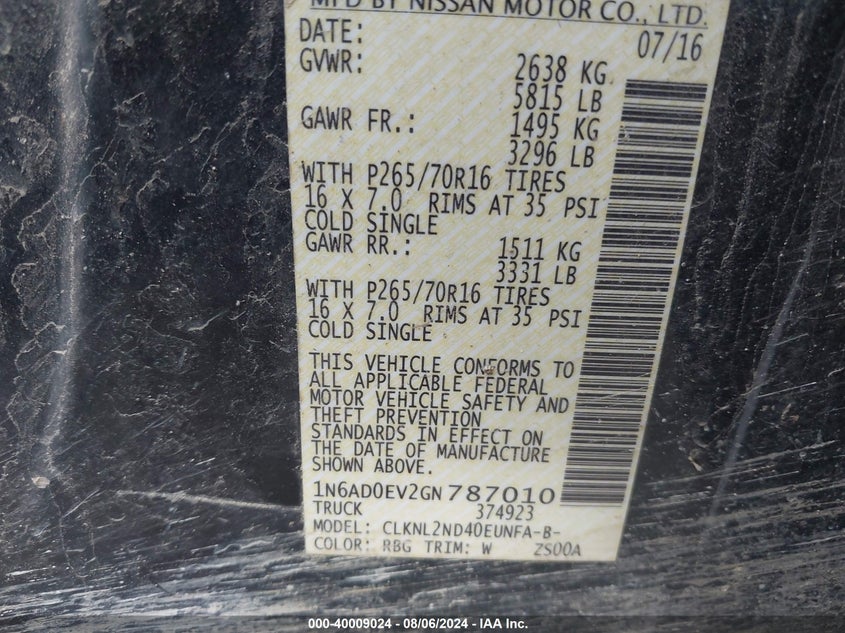 MFD BY NISSAN MOTOR CO., LTD.
DATE: 07/16
GVWR: 2638 KG
5815 LB
GAWR FR.: 1495 KG
3296 LB
WITH P265/70R16 TIRES
16 X 7.0 RIMS AT 35 PSI
COLD SINGLE
GAWR RR.: 1511 KG
3331 LB
WITH P265/70R16 TIRES
16 X 7.0 RIMS AT 35 PSI
COLD SINGLE
THIS VEHICLE CONFORMS TO
ALL APPLICABLE FEDERAL
MOTOR VEHICLE SAFETY AND
THEFT PREVENTION
STANDARDS IN EFFECT ON
THE DATE OF MANUFACTURE
SHOWN ABOVE.
1N6AD0EV2GN787010
TRUCK 374923
MODEL: CLKNL2ND40EUNFA-B-
COLOR: RBG TRIM: W ZS00A
000-40009024 - 08/06/2024 - IAA Inc.